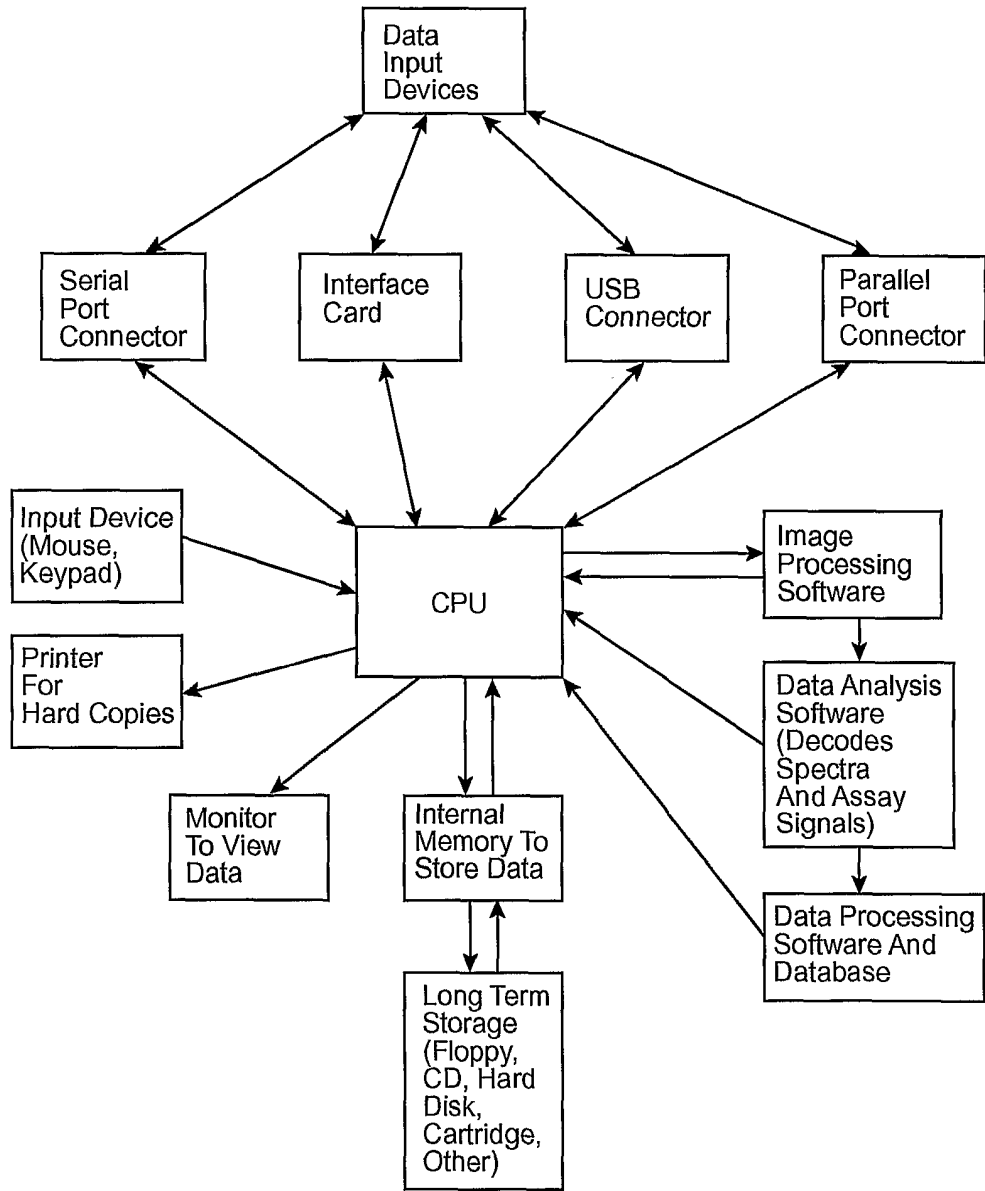 Data
Input
Devices
Serial
Port
Connector
Interface
Card
USB
Connector
Parallel
Port
Connector
Input Device
(Mouse,
Keypad)
CPU
Image
Processing
Software
Printer
For
Hard Copies
Data Analysis
Software
(Decodes
Spectra
And Assay
Signals)
Monitor
To View
Data
Internal
Memory To
Store Data
Data Processing
Software And
Database
Long Term
Storage
(Floppy,
CD, Hard
Disk,
Cartridge,
Other)